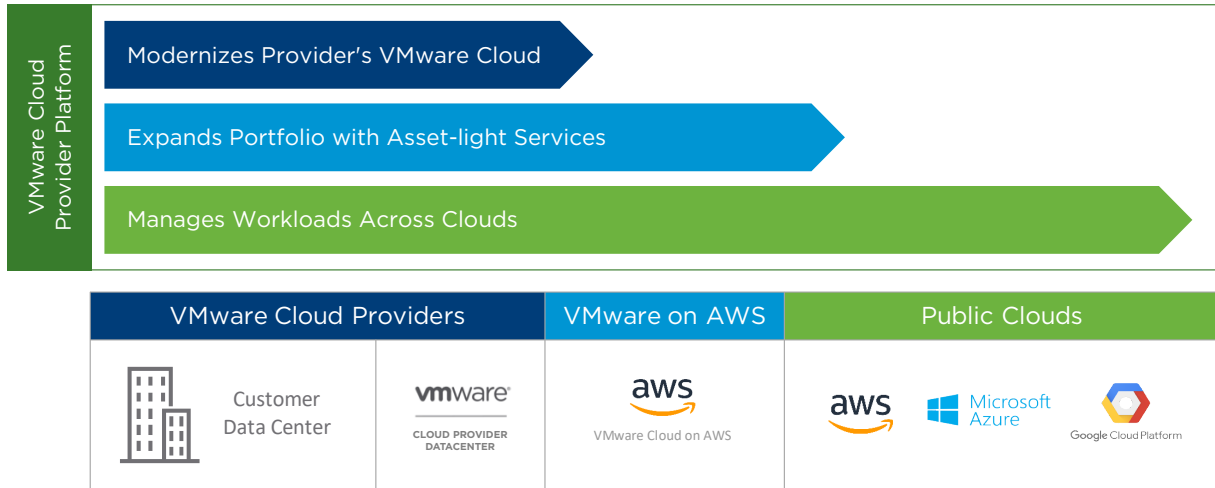 VMware Cloud
Provider Platform
Modernizes Provider's VMware Cloud
Expands Portfolio with Asset-light Services
Manages Workloads Across Clouds
VMware Cloud Providers
VMware on AWS
Public Clouds
Customer
Data Center
vmware®
CLOUD PROVIDER
DATACENTER
aws
VMware Cloud on AWS
aws
Microsoft
Azure
Google Cloud Platform